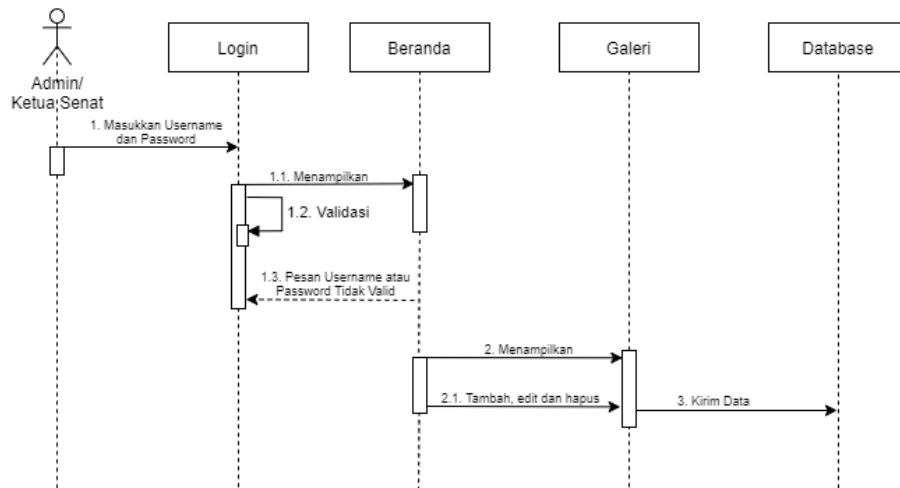 Login
Beranda
Galeri
Database
Admin/
Ketua Senat
1. Masukkan Username
dan Password
1.1. Menampilkan
1.2. Validasi
1.3. Pesan Username atau
Password Tidak Valid
2. Menampilkan
2.1. Tambah, edit dan hapus
3. Kirim Data